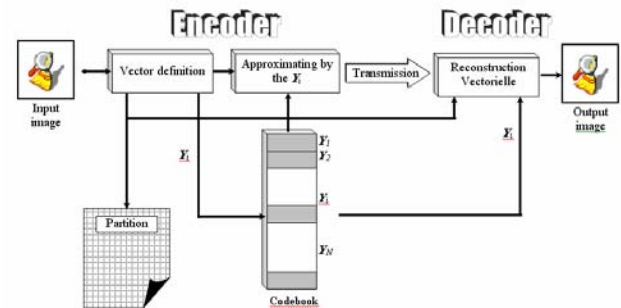 Encoder
Decoder
Input
image
Vector definition
Approximating by
the Yi
Transmission
Reconstruction
Vectorielle
Output
image
Yi
Y1
Y2
Yi
YN
Yi
Partition
Codebook